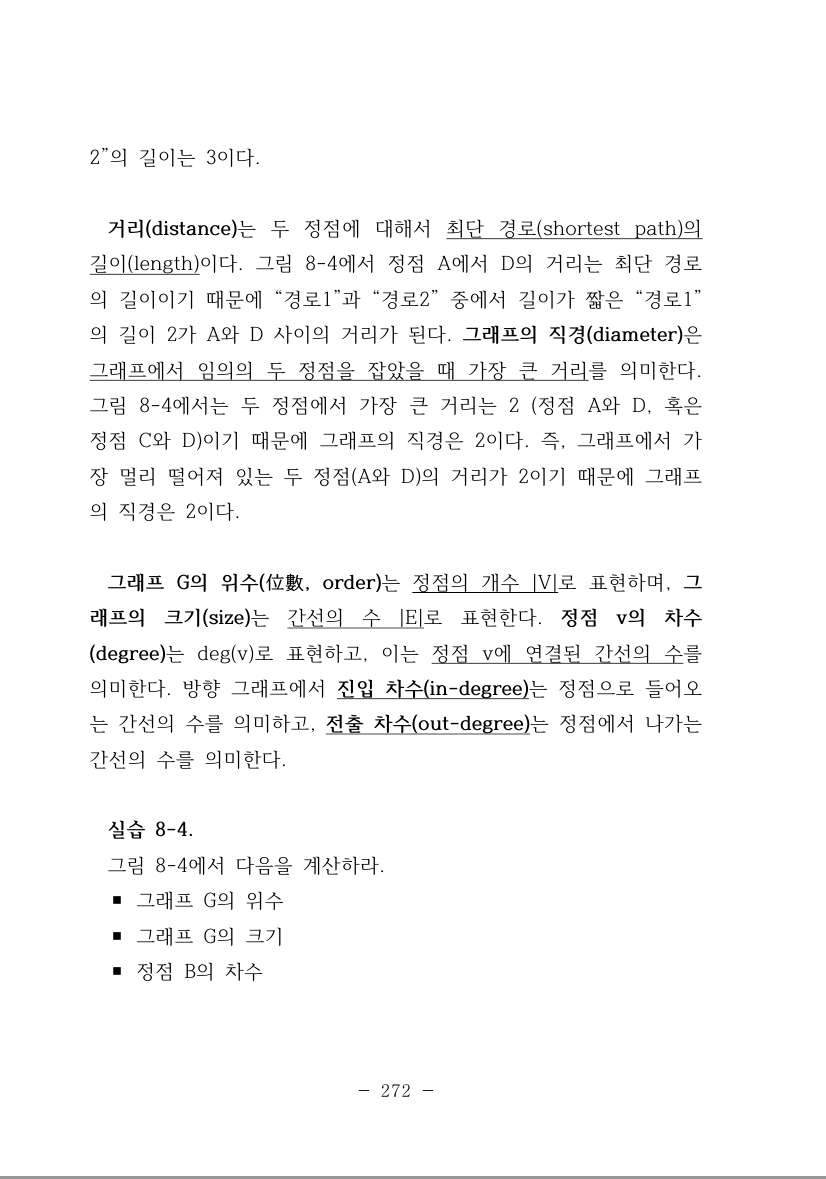 2”의 길이는 3이다.
거리(distance)는 두 정점에 대해서 최단 경로(shortest path)의
길이(length)이다. 그림 8-4에서 정점 A에서 D의 거리는 최단 경로
의 길이이기 때문에 “경로1”과 “경로2” 중에서 길이가 짧은 “경로1”
의 길이 2가 A와 D 사이의 거리가 된다. 그래프의 직경(diameter)은
그래프에서 임의의 두 정점을 잡았을 때 가장 큰 거리를 의미한다.
그림 8-4에서는 두 정점에서 가장 큰 거리는 2 (정점 A와 D, 혹은
정점 C와 D)이기 때문에 그래프의 직경은 2이다. 즉, 그래프에서 가
장 멀리 떨어져 있는 두 정점(A와 D)의 거리가 2이기 때문에 그래프
의 직경은 2이다.
그래프 G의 위수(位數, order)는 정점의 개수 |V|로 표현하며, 그
래프의 크기(size)는 간선의 수 |E|로 표현한다. 정점 v의 차수
(degree)는 deg(v)로 표현하고, 이는 정점 v에 연결된 간선의 수를
의미한다. 방향 그래프에서 진입 차수(in-degree)는 정점으로 들어오
는 간선의 수를 의미하고, 전출 차수(out-degree)는 정점에서 나가는
간선의 수를 의미한다.
실습 8-4.
그림 8-4에서 다음을 계산하라.
▪ 그래프 G의 위수
▪ 그래프 G의 크기
▪ 정점 B의 차수
- 272 -